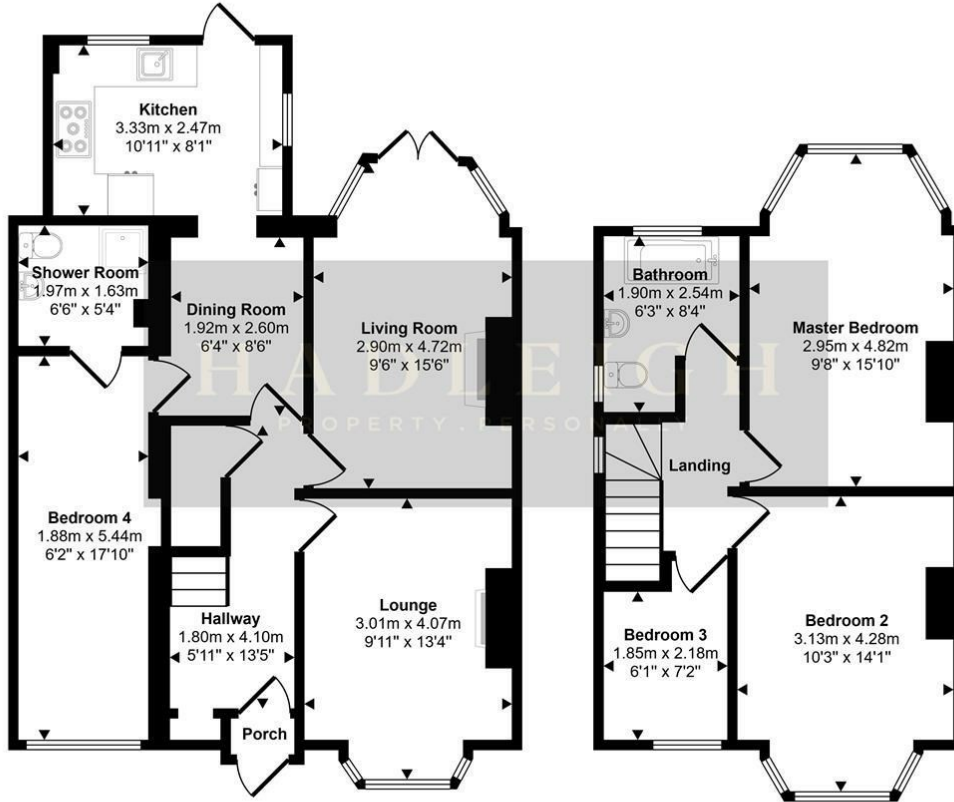 Kitchen
3.33m x 2.47m
10'11" x 8'1"
Shower Room
1.97m x 1.63m
6'6" x 5'4"
Dining Room
1.92m x 2.60m
6'4" x 8'6"
Living Room
2.90m x 4.72m
9'6" x 15'6"
Bedroom 4
1.88m x 5.44m
6'2" x 17'10"
Hallway
1.80m x 4.10m
5'11" x 13'5"
Porch
Lounge
3.01m x 4.07m
9'11" x 13'4"
Bathroom
1.90m x 2.54m
6'3" x 8'4"
Master Bedroom
2.95m x 4.82m
9'8" x 15'10"
Landing
Bedroom 3
1.85m x 2.18m
6'1" x 7'2"
Bedroom 2
3.13m x 4.28m
10'3" x 14'1"
HADLEIGH
PROPERTY. PERSONALLY